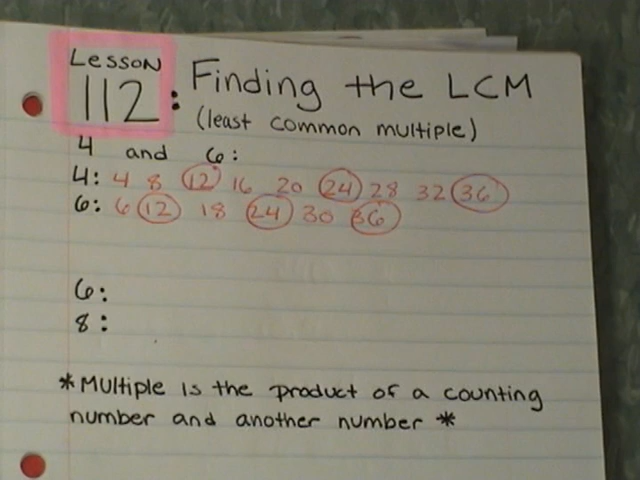 Lesson
112: Finding the LCM
(least common multiple)
4 and 6:
4: 4 8 12 16 20 24 28 32 36
6: 6 12 18 24 30 36
6:
8:
*Multiple is the product of a counting
number and another number *